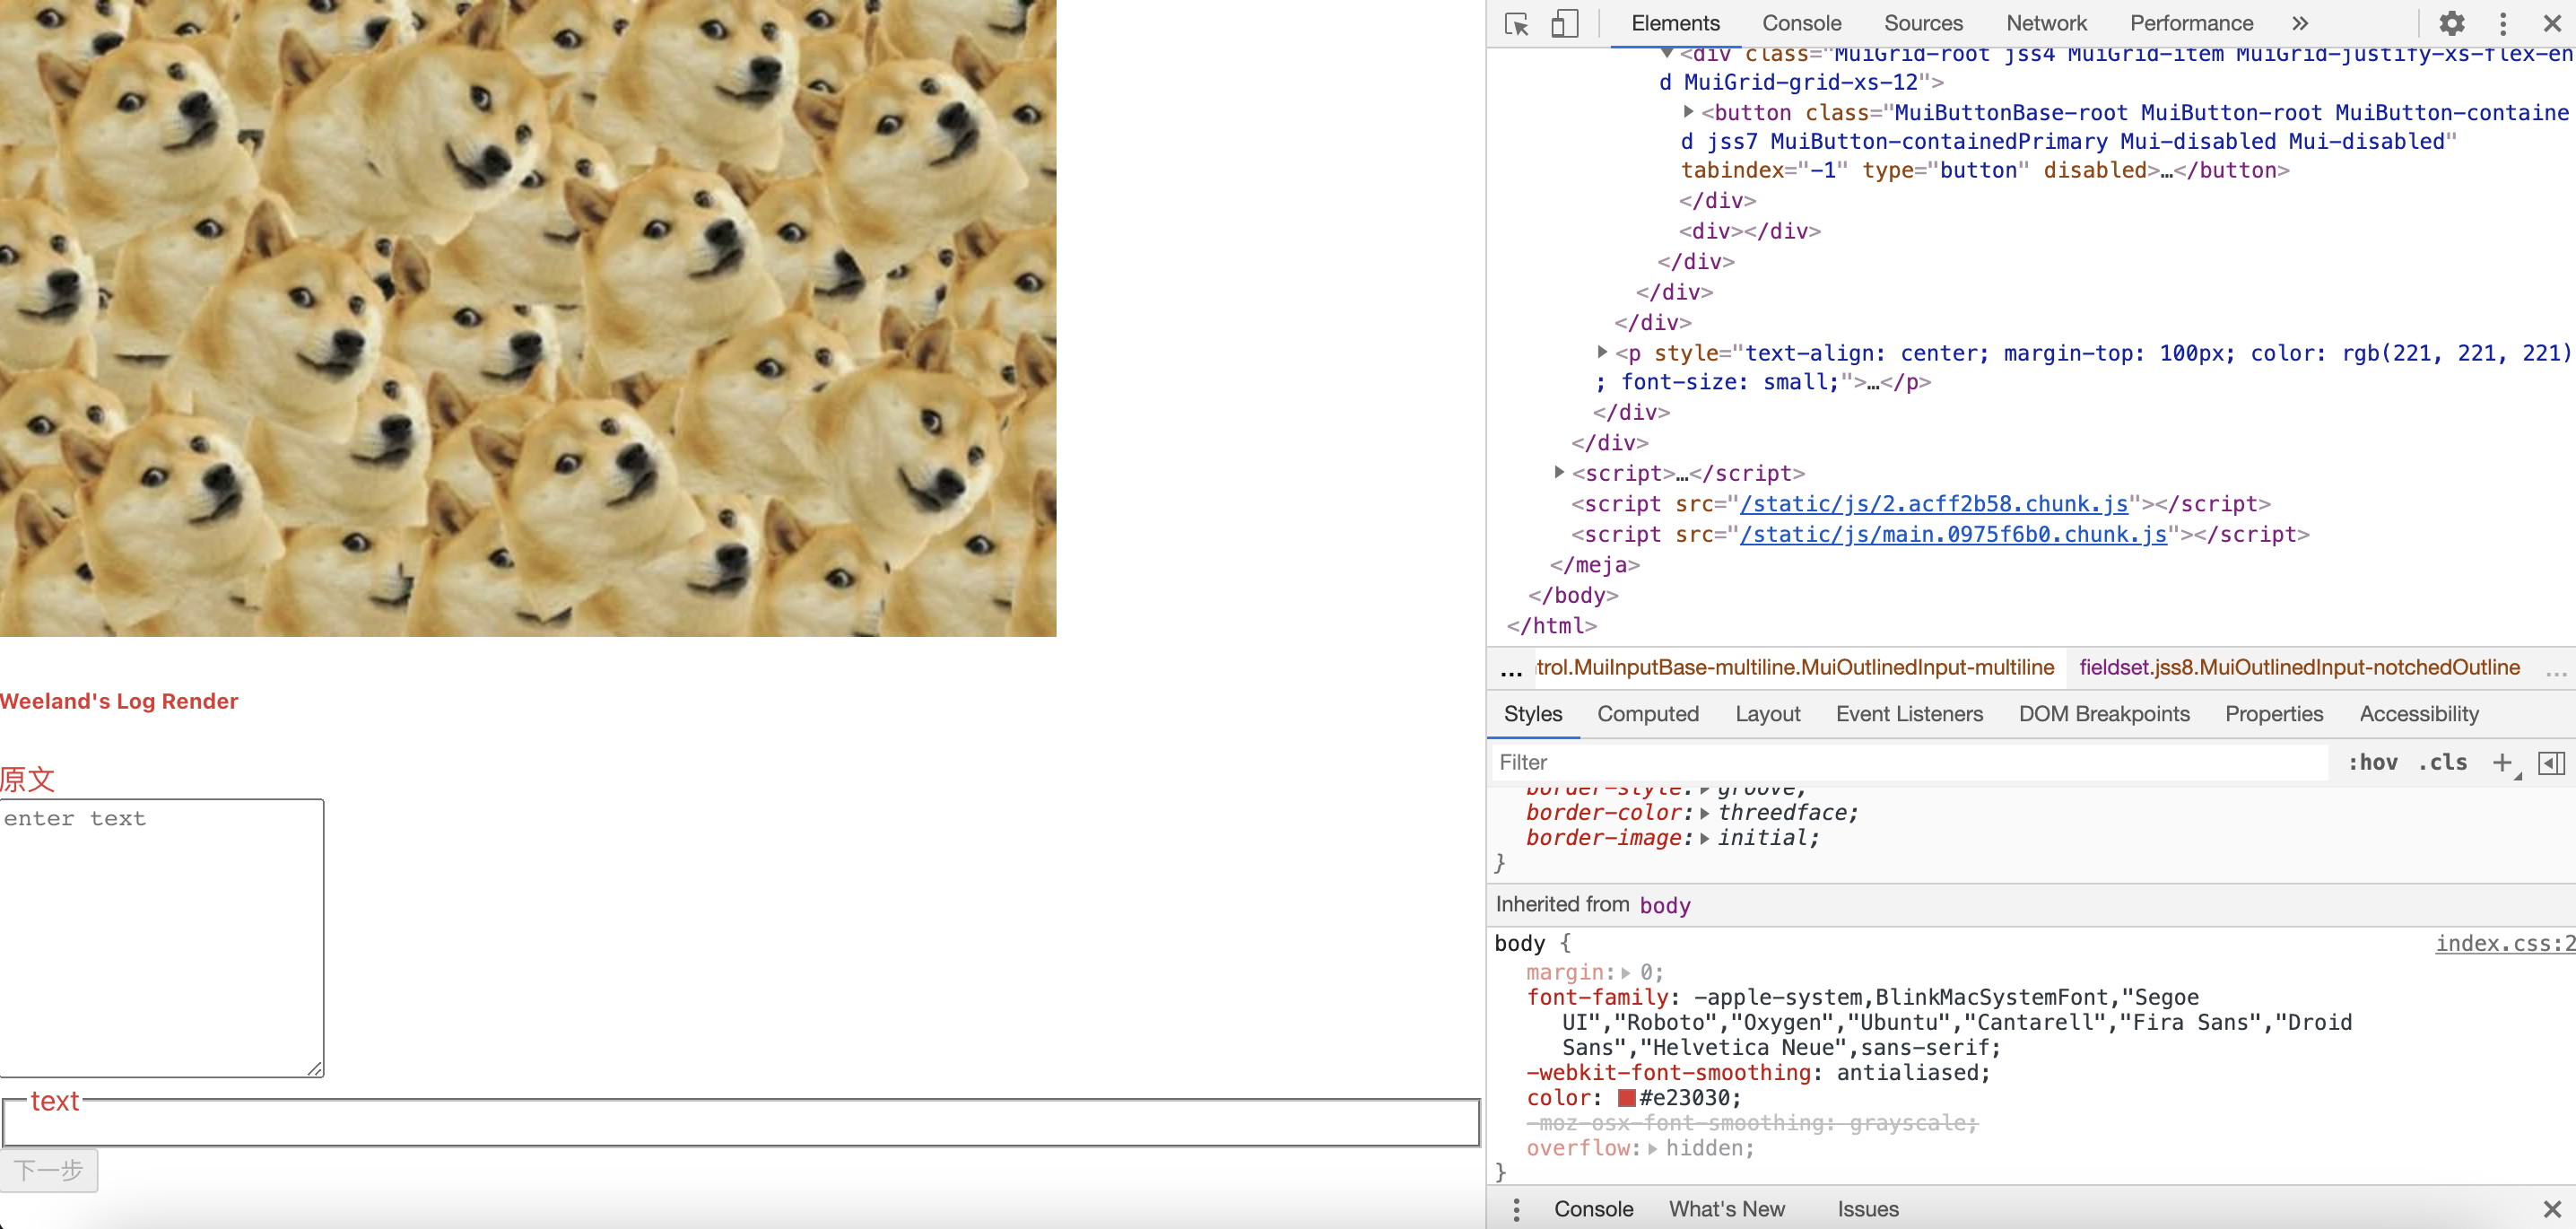 Weeland's Log Render
原文
enter text
text
下一步
Elements Console Sources Network Performance »
<div class="MuiGrid-root jss4 MuiGrid-item MuiGrid-justify-xs-flex-en
d MuiGrid-grid-xs-12">
<button class="MuiButtonBase-root MuiButton-root MuiButton-containe
d jss7 MuiButton-containedPrimary Mui-disabled Mui-disabled"
tabindex="-1" type="button" disabled>…</button>
</div>
<div></div>
</div>
</div>
</div>
<p style="text-align: center; margin-top: 100px; color: rgb(221, 221, 221)
; font-size: small;">…</p>
</div>
</div>
<script>…</script>
<script src="/static/js/2.acff2b58.chunk.js"></script>
<script src="/static/js/main.0975f6b0.chunk.js"></script>
</meja>
</body>
</html>
... trol.MuiInputBase-multiline.MuiOutlinedInput-multiline fieldset.jss8.MuiOutlinedInput-notchedOutline ...
Styles Computed Layout Event Listeners DOM Breakpoints Properties Accessibility
Filter :hov .cls +
border-style: groove;
border-color: threedface;
border-image: initial;
}
Inherited from body
body { index.css:2
margin: 0;
font-family: -apple-system,BlinkMacSystemFont,"Segoe
UI","Roboto","Oxygen","Ubuntu","Cantarell","Fira Sans","Droid
Sans","Helvetica Neue",sans-serif;
-webkit-font-smoothing: antialiased;
color: #e23030;
-moz-osx-font-smoothing: grayscale;
overflow: hidden;
}
Console What's New Issues